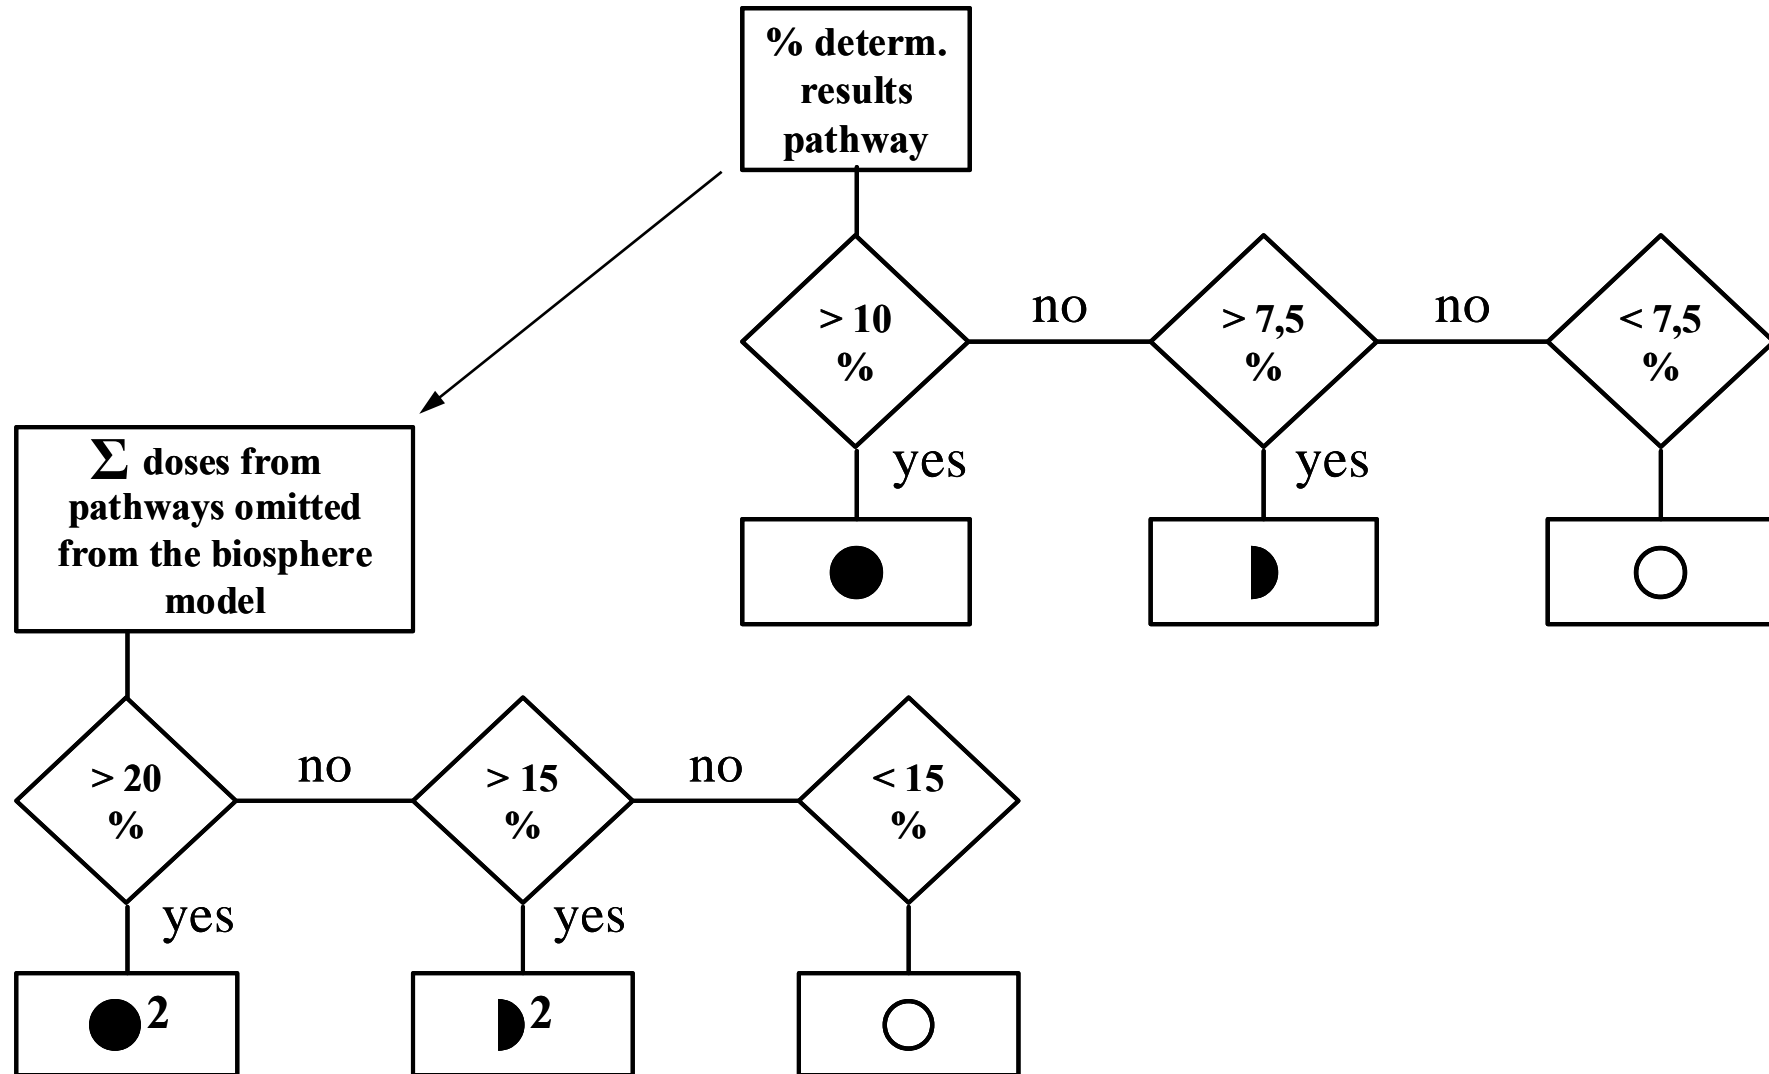 % determ.
results
pathway
> 10
%
no
> 7,5
%
no
< 7,5
%
yes
yes
Σ doses from
pathways omitted
from the biosphere
model
> 20
%
no
> 15
%
no
< 15
%
yes
yes
2
2